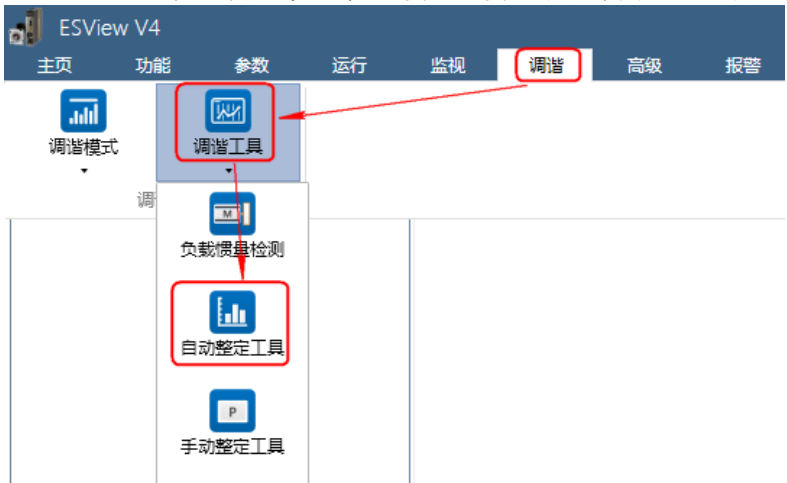 ESView V4
主页 功能 参数 运行 监视 调谐 高级 报警
调谐模式 调谐工具
调
M
负载惯量检测
自动整定工具
P
手动整定工具